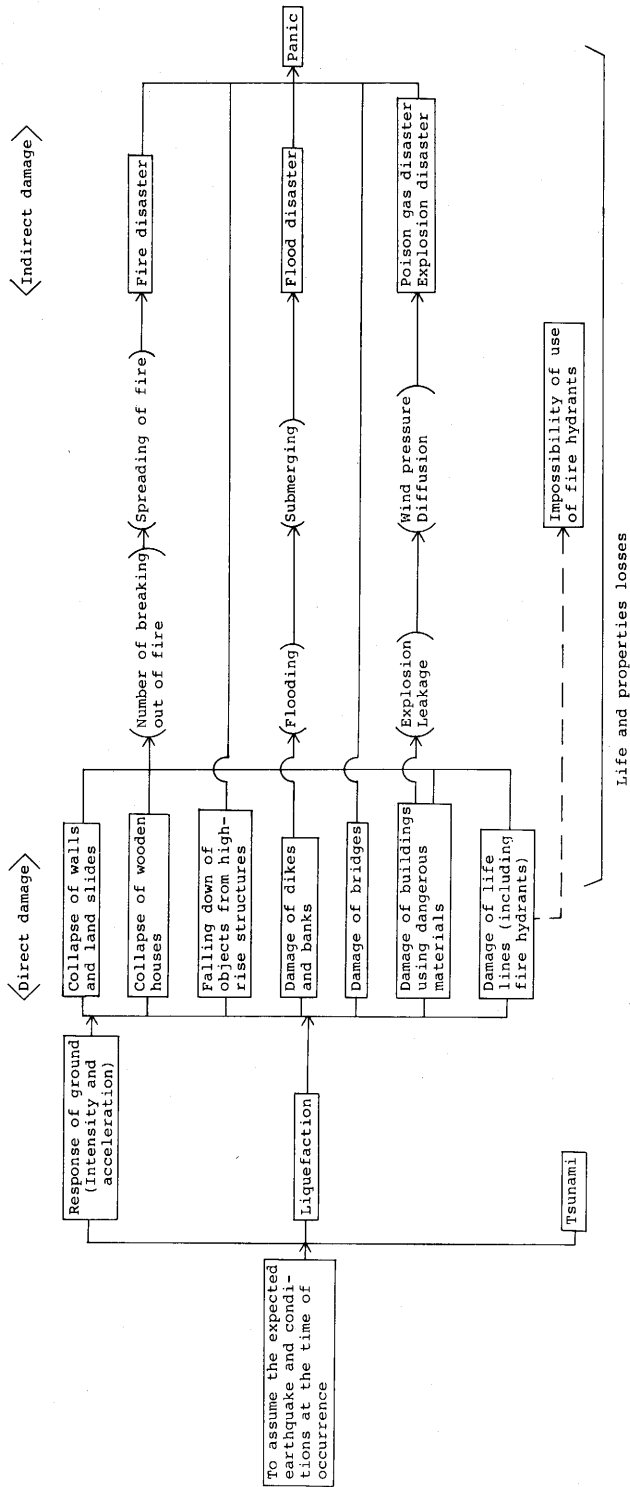 <Direct damage>
<Indirect damage>
To assume the expected
earthquake and condi-
tions at the time of
occurrence
Response of ground
(Intensity and
acceleration)
Liquefaction
Tsunami
Collapse of walls
and land slides
Collapse of wooden
houses
Falling down of
objects from high-
rise structures
Damage of dikes
and banks
Damage of bridges
Damage of buildings
using dangerous
materials
Damage of life
lines (including
fire hydrants)
(Number of breaking)
out of fire
(Spreading of fire)
Fire disaster
(Flooding)
(Submerging)
Flood disaster
(Explosion)
Leakage
(Wind pressure)
Diffusion
Poison gas disaster
Explosion disaster
Impossibility of use
of fire hydrants
Panic
Life and properties losses